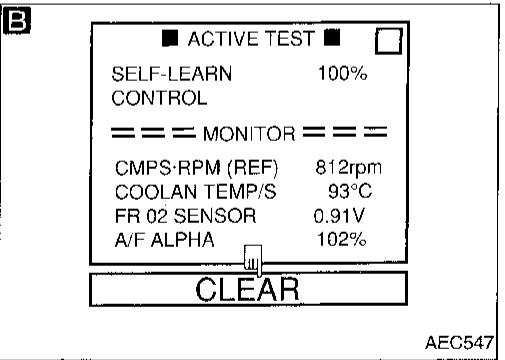 B
■ ACTIVE TEST ■
SELF-LEARN 100%
CONTROL
=== MONITOR ===
CMPS·RPM (REF) 812rpm
COOLAN TEMP/S 93°C
FR 02 SENSOR 0.91V
A/F ALPHA 102%
CLEAR
AEC547